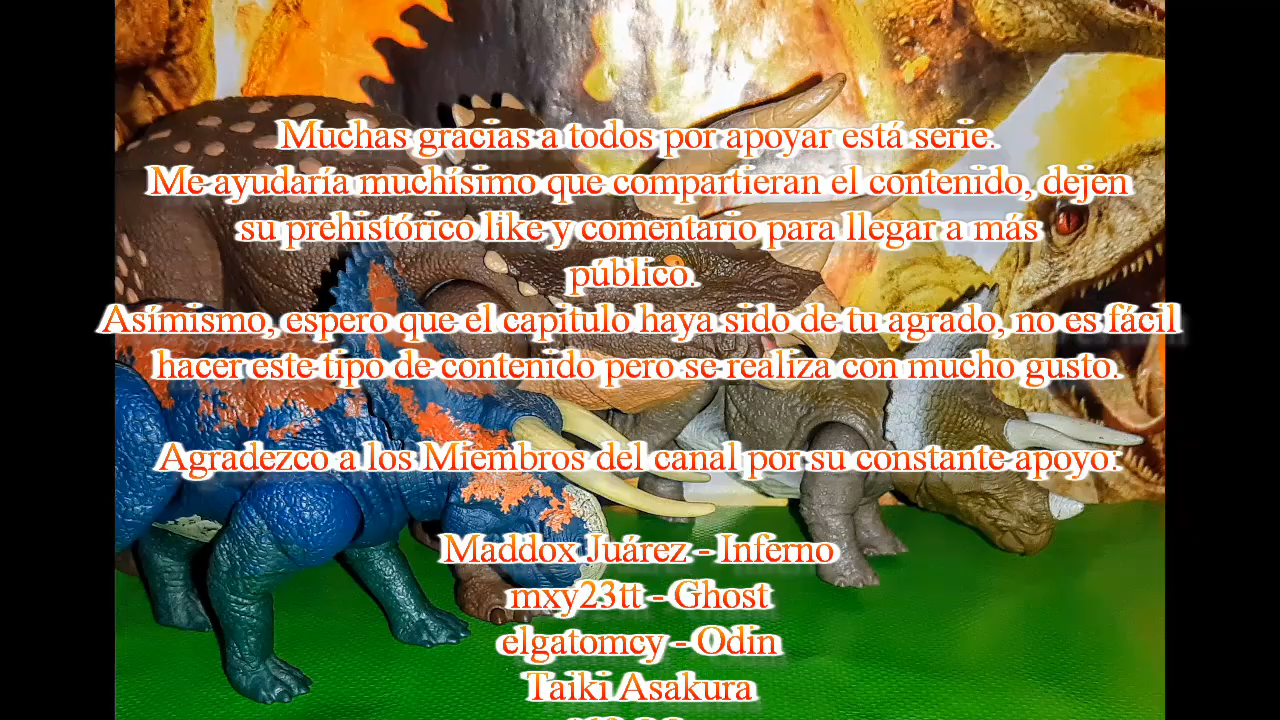 Muchas gracias a todos por apoyar está serie.
Me ayudaría muchísimo que compartieran el contenido, dejen
su prehistórico like y comentario para llegar a más
público.
Asímismo, espero que el capitulo haya sido de tu agrado, no es fácil
hacer este tipo de contenido pero se realiza con mucho gusto.
Agradezco a los Miembros del canal por su constante apoyo:
Maddox Juárez - Inferno
mxy23tt - Ghost
elgatomcy - Odin
Taiki Asakura